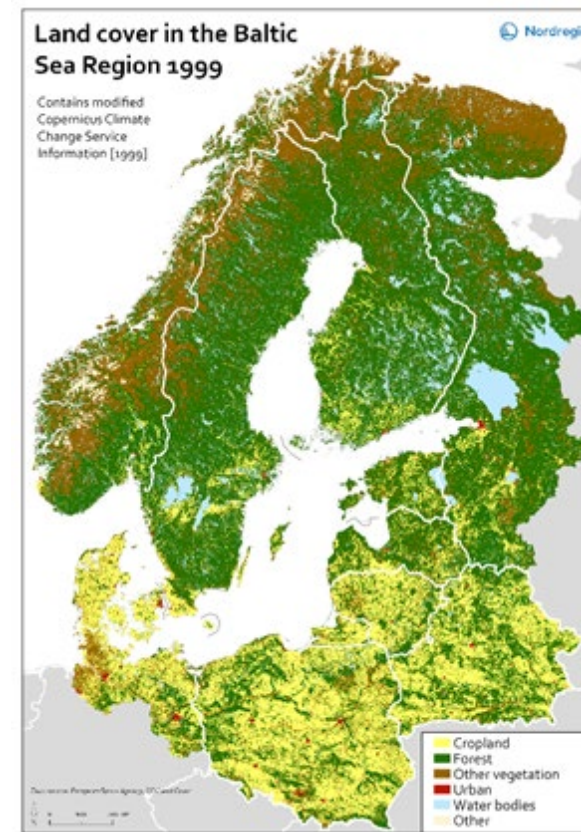 Land cover in the Baltic
Sea Region 1999
Nordregio
Contains modified
Copernicus Climate
Change Service
Information [1999]
Cropland
Forest
Other vegetation
Urban
Water bodies
Other